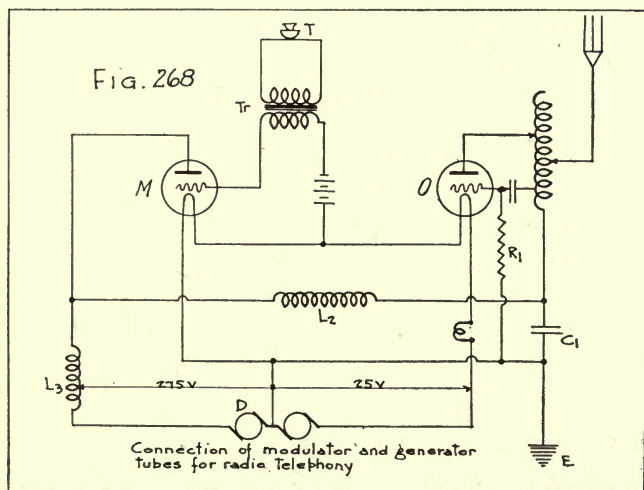 Fig. 268
T
Tr
M
O
R1
L2
C1
L3
275V
25V
D
E
Connection of modulator and generator
tubes for radio Telephony